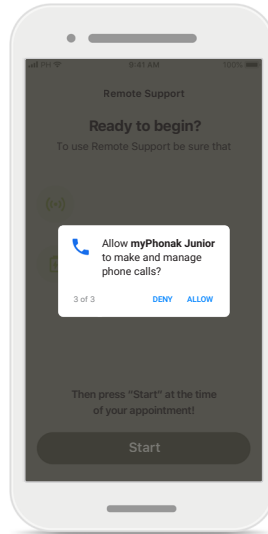 PH 9:41 AM 100%
Remote Support
Ready to begin?
To use Remote Support be sure that
Allow myPhonak Junior
to make and manage
phone calls?
3 of 3 DENY ALLOW
Then press “Start” at the time
of your appointment!
Start